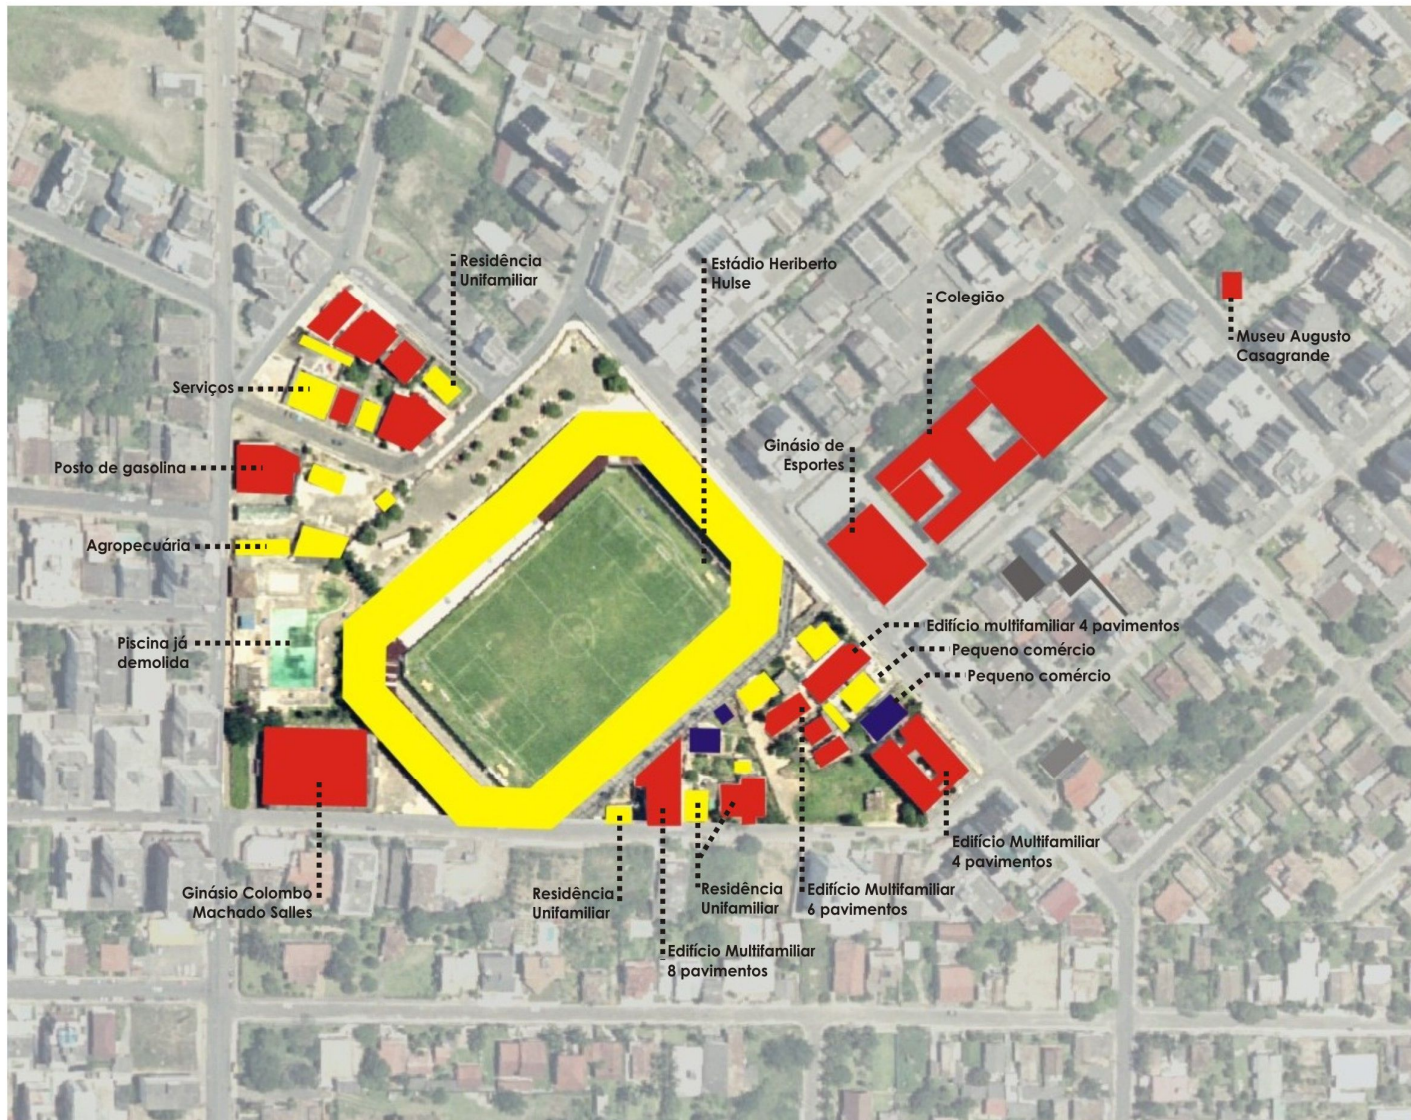 Residência
Unifamiliar
Estádio Heriberto
Hulse
Colegião
Museu Augusto
Casagrande
Serviços
Ginásio de
Esportes
Posto de gasolina
Agropecuária
Piscina já
demolida
Edifício multifamiliar 4 pavimentos
Pequeno comércio
Pequeno comércio
Edifício Multifamiliar
4 pavimentos
Ginásio Colombo
Machado Salles
Residência
Unifamiliar
Residência
Unifamiliar
Edifício Multifamiliar
6 pavimentos
Edifício Multifamiliar
8 pavimentos